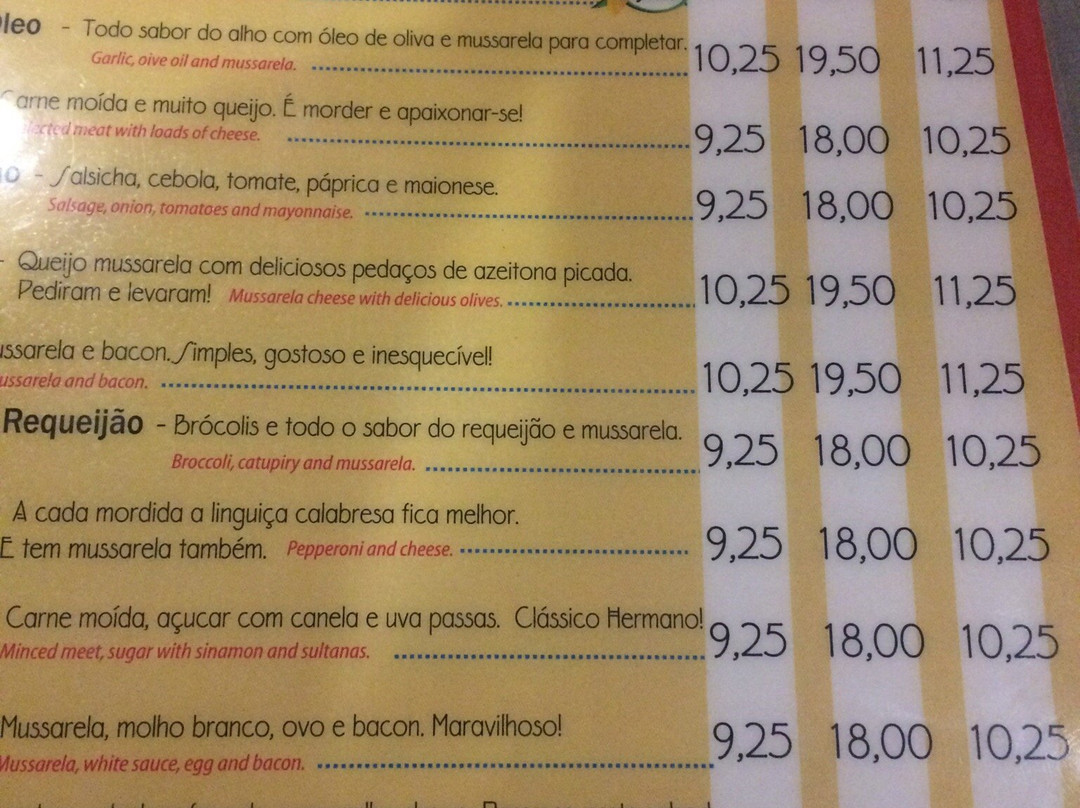 Todo sabor do alho com óleo de oliva e mussarela para completar. 10,25 19,50 11,25
Garlic, oive oil and mussarela.
Carne moída e muito queijo. É morder e apaixonar-se!
meat with loads of cheese. 9,25 18,00 10,25
- Salsicha, cebola, tomate, páprica e maionese. 9,25 18,00 10,25
Salsage, onion, tomatoes and mayonnaise.
- Queijo mussarela com deliciosos pedaços de azeitona picada.
Pediram e levaram! Mussarela cheese with delicious olives. 10,25 19,50 11,25
e bacon. Simples, gostoso e inesquecível!
and bacon. 10,25 19,50 11,25
Requeijão - Brócolis e todo o sabor do requeijão e mussarela. 9,25 18,00 10,25
Broccoli, catupiry and mussarela.
A cada mordida a linguiça calabresa fica melhor.
E tem mussarela também. Pepperoni and cheese. 9,25 18,00 10,25
Carne moída, açucar com canela e uva passas. Clássico Hermano! 9,25 18,00 10,25
Minced meet, sugar with sinamon and sultanas.
Mussarela, molho branco, ovo e bacon. Maravilhoso! 9,25 18,00 10,25
Mussarela, white sauce, egg and bacon.